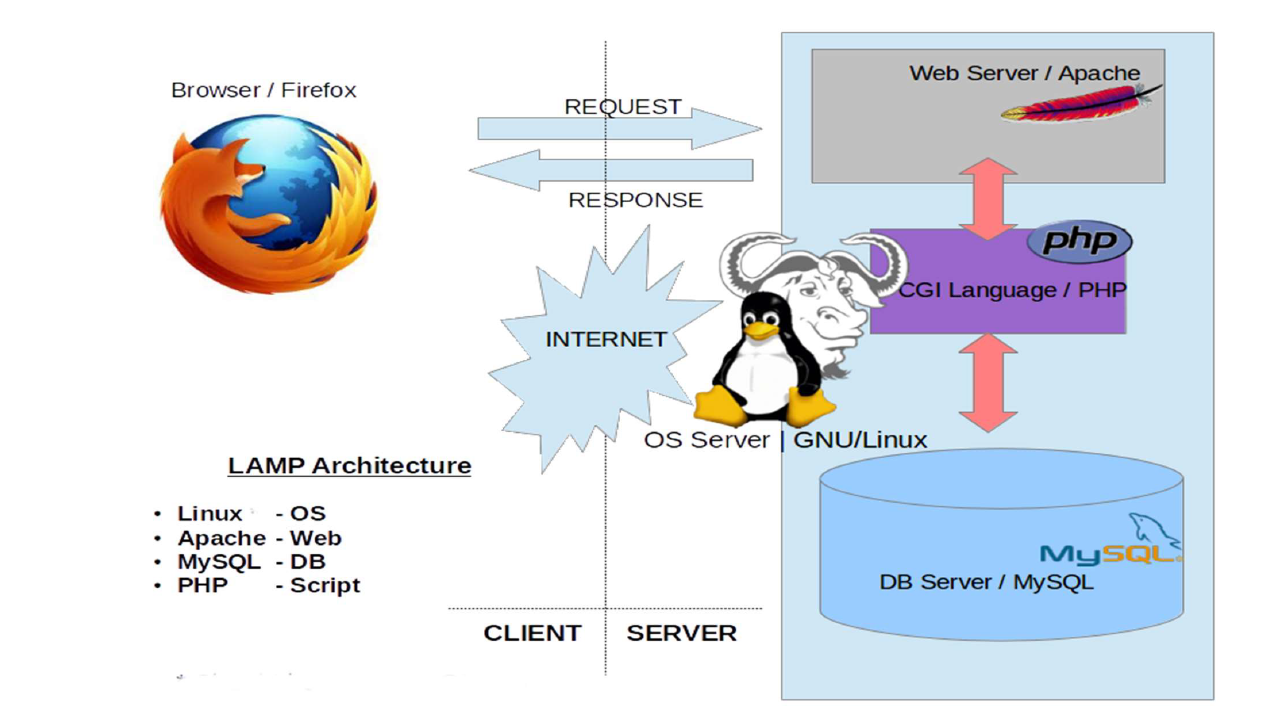 Browser / Firefox
REQUEST
RESPONSE
INTERNET
Web Server / Apache
php
CGI Language / PHP
OS Server | GNU/Linux
MySQL
DB Server / MySQL
LAMP Architecture
• Linux - OS
• Apache - Web
• MySQL - DB
• PHP - Script
CLIENT
SERVER